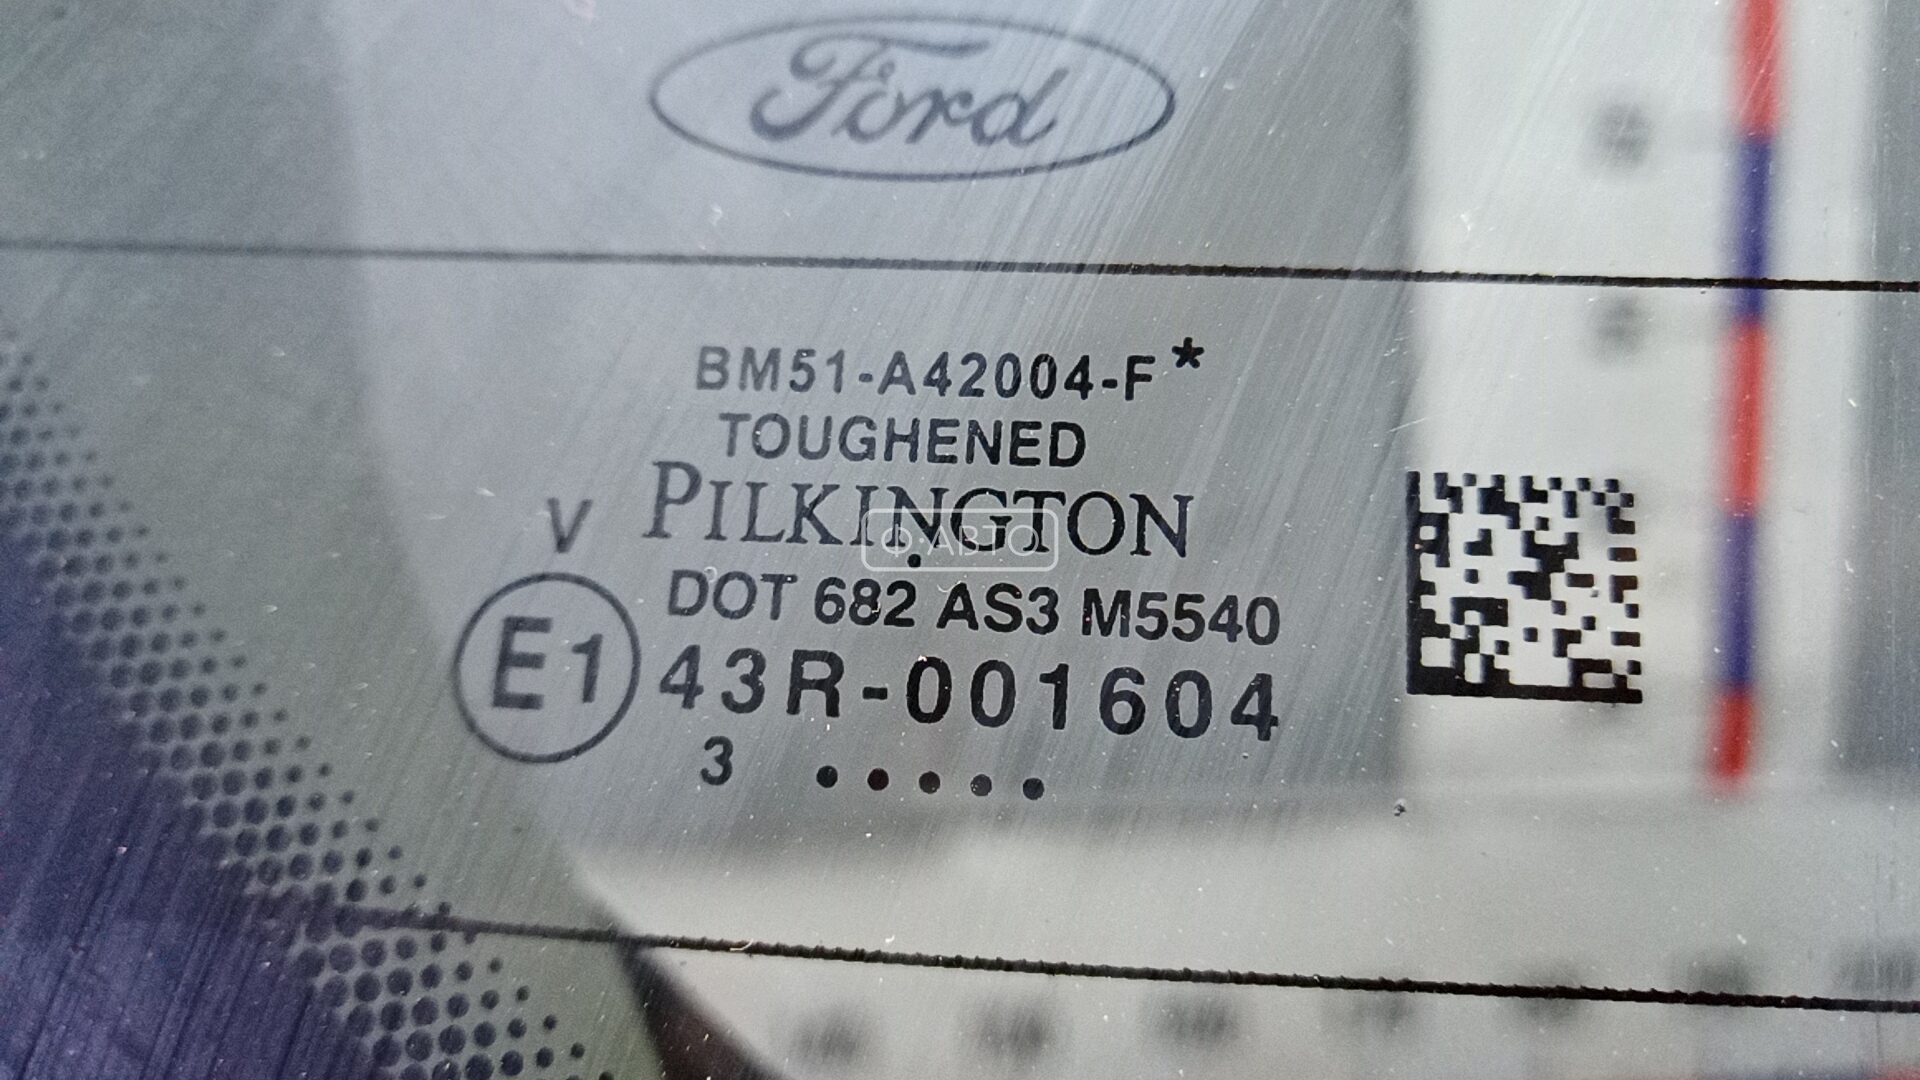 Ford
BM51-A42004-F*
TOUGHENED
V PILKINGTON
Ф·АВТО
DOT 682 AS3 M5540
E1 43R-001604
3 . . . . .